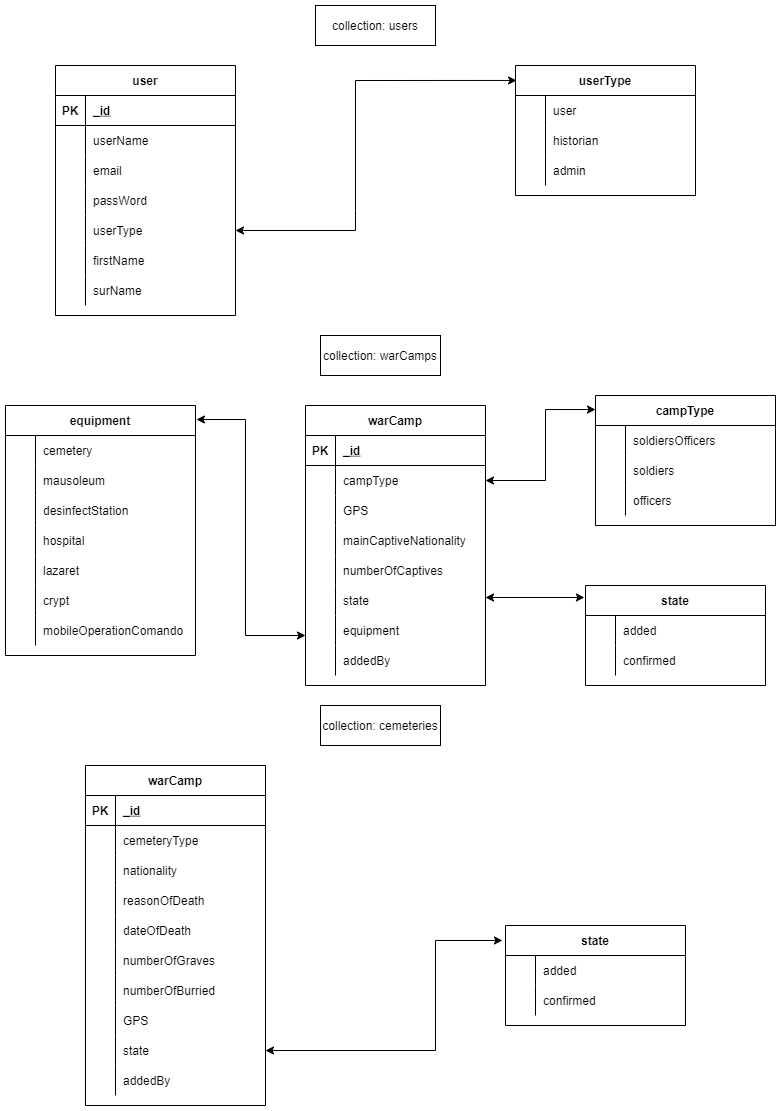 collection: users
user
PK _id
userName
email
passWord
userType
firstName
surName
userType
user
historian
admin
collection: warCamps
equipment
cemetery
mausoleum
desinfectStation
hospital
lazaret
crypt
mobileOperationComando
warCamp
PK _id
campType
GPS
mainCaptiveNationality
numberOfCaptives
state
equipment
addedBy
campType
soldiersOfficers
soldiers
officers
state
added
confirmed
collection: cemeteries
warCamp
PK _id
cemeteryType
nationality
reasonOfDeath
dateOfDeath
numberOfGraves
numberOfBurried
GPS
state
addedBy
state
added
confirmed